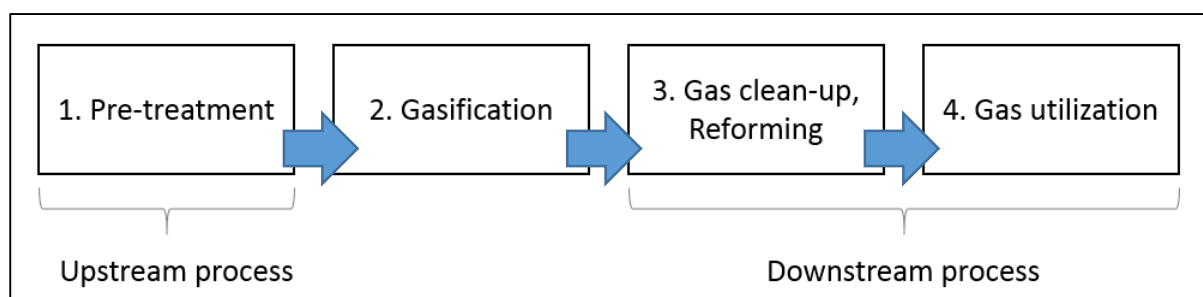 1. Pre-treatment
2. Gasification
3. Gas clean-up,
Reforming
4. Gas utilization
Upstream process
Downstream process